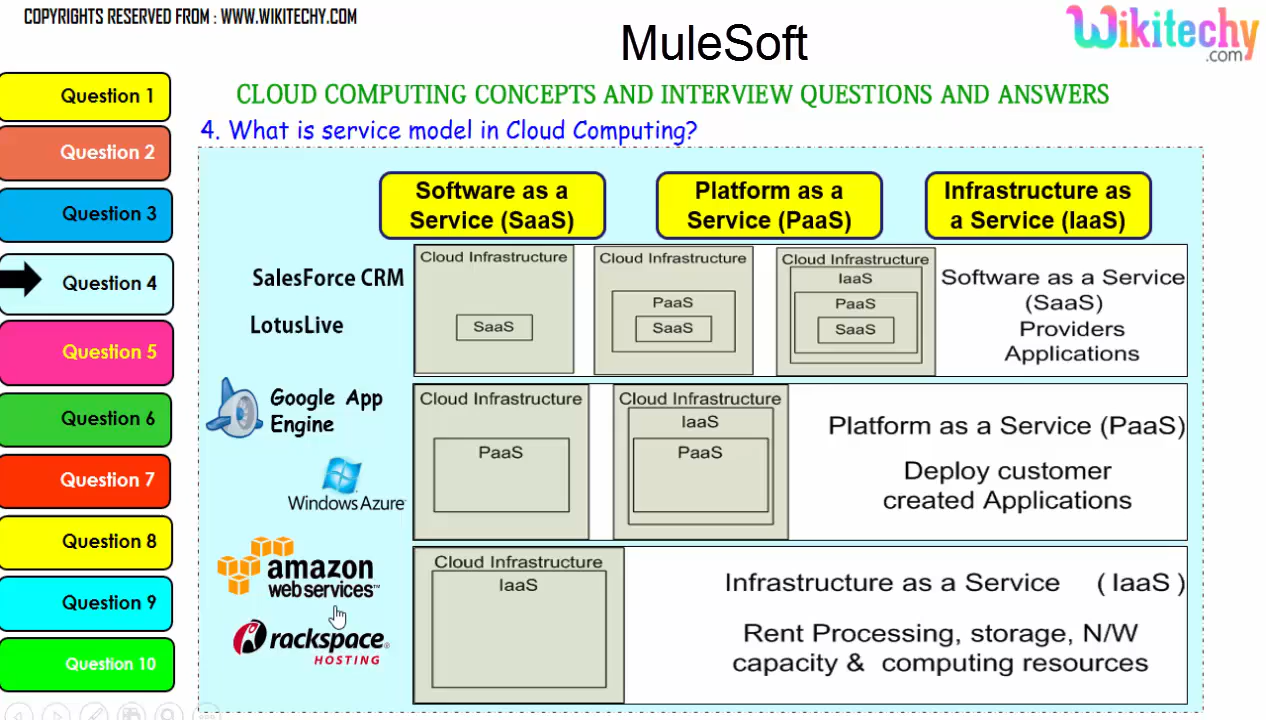 COPYRIGHTS RESERVED FROM : WWW.WIKITECHY.COM
MuleSoft
Wikitechy
.com
CLOUD COMPUTING CONCEPTS AND INTERVIEW QUESTIONS AND ANSWERS
4. What is service model in Cloud Computing?
Question 1
Question 2
Question 3
Question 4
Question 5
Question 6
Question 7
Question 8
Question 9
Question 10
Software as a
Service (SaaS)
Platform as a
Service (PaaS)
Infrastructure as
a Service (IaaS)
SalesForce CRM
LotusLive
Cloud Infrastructure
SaaS
Cloud Infrastructure
PaaS
SaaS
Cloud Infrastructure
IaaS
PaaS
SaaS
Software as a Service
(SaaS)
Providers
Applications
Google App
Engine
Windows Azure
Cloud Infrastructure
PaaS
Cloud Infrastructure
IaaS
PaaS
Platform as a Service (PaaS)
Deploy customer
created Applications
amazon
webservices™
rackspace.
HOSTING
Cloud Infrastructure
IaaS
Infrastructure as a Service ( IaaS )
Rent Processing, storage, N/W
capacity & computing resources